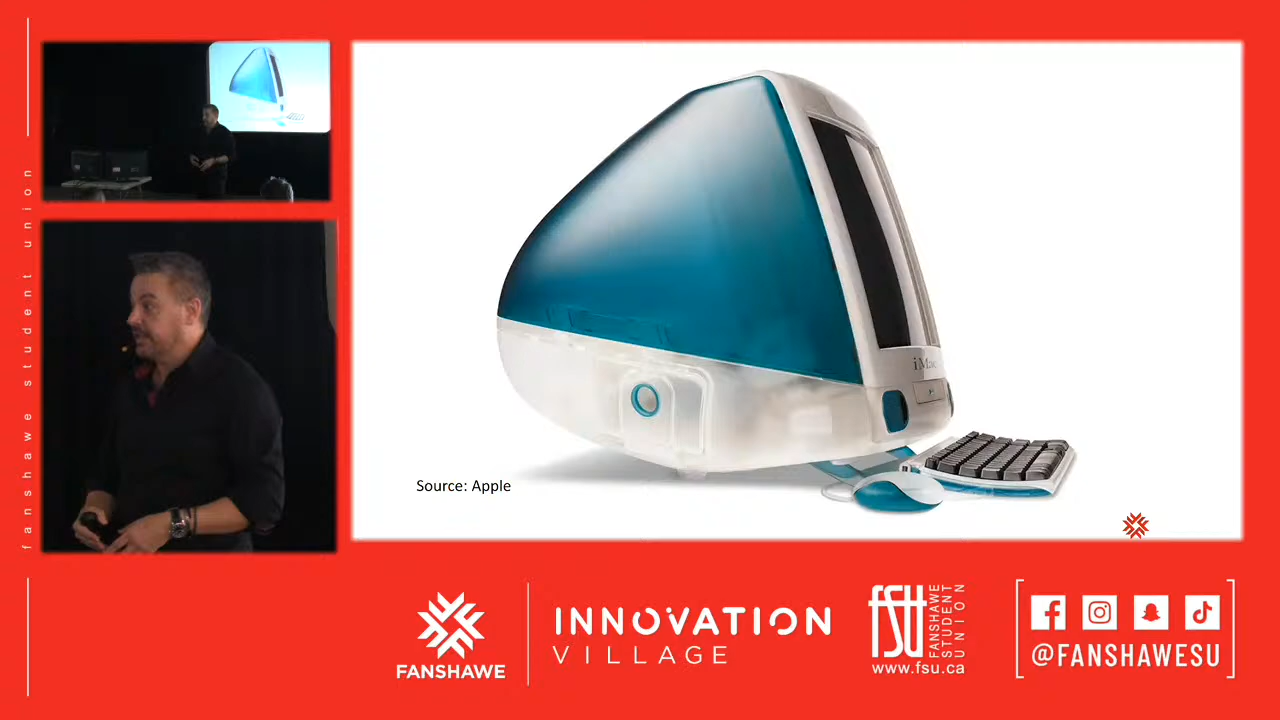 fanshawe student union
iMac
Source: Apple
FANSHAWE
INNOVATION
VILLAGE
fsu
FANSHAWE
STUDENT
UNION
www.fsu.ca
@FANSHAWESU